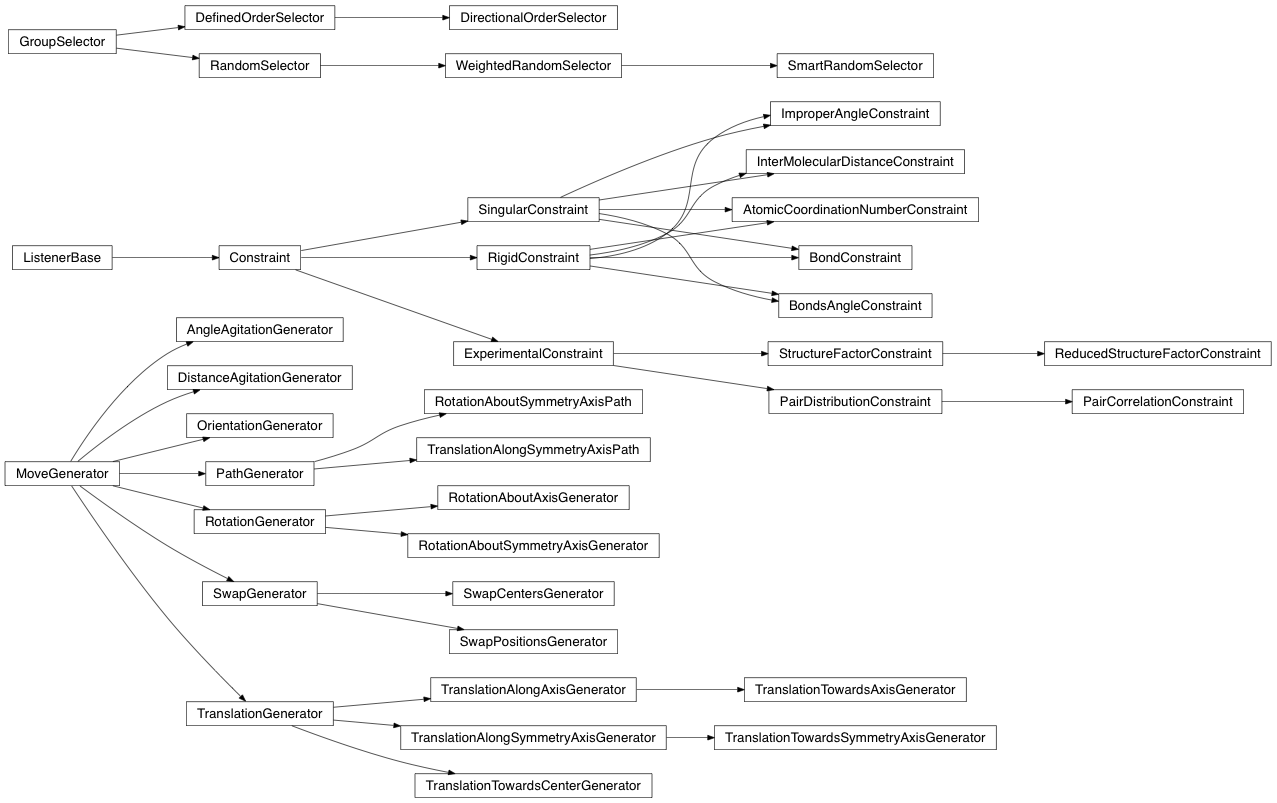 DefinedOrderSelector
DirectionalOrderSelector
GroupSelector
RandomSelector
WeightedRandomSelector
SmartRandomSelector
ImproperAngleConstraint
InterMolecularDistanceConstraint
SingularConstraint
AtomicCoordinationNumberConstraint
ListenerBase
Constraint
RigidConstraint
BondConstraint
BondsAngleConstraint
AngleAgitationGenerator
ExperimentalConstraint
StructureFactorConstraint
ReducedStructureFactorConstraint
DistanceAgitationGenerator
RotationAboutSymmetryAxisPath
PairDistributionConstraint
PairCorrelationConstraint
OrientationGenerator
TranslationAlongSymmetryAxisPath
MoveGenerator
PathGenerator
RotationAboutAxisGenerator
RotationGenerator
RotationAboutSymmetryAxisGenerator
SwapGenerator
SwapCentersGenerator
SwapPositionsGenerator
TranslationAlongAxisGenerator
TranslationTowardsAxisGenerator
TranslationGenerator
TranslationAlongSymmetryAxisGenerator
TranslationTowardsSymmetryAxisGenerator
TranslationTowardsCenterGenerator